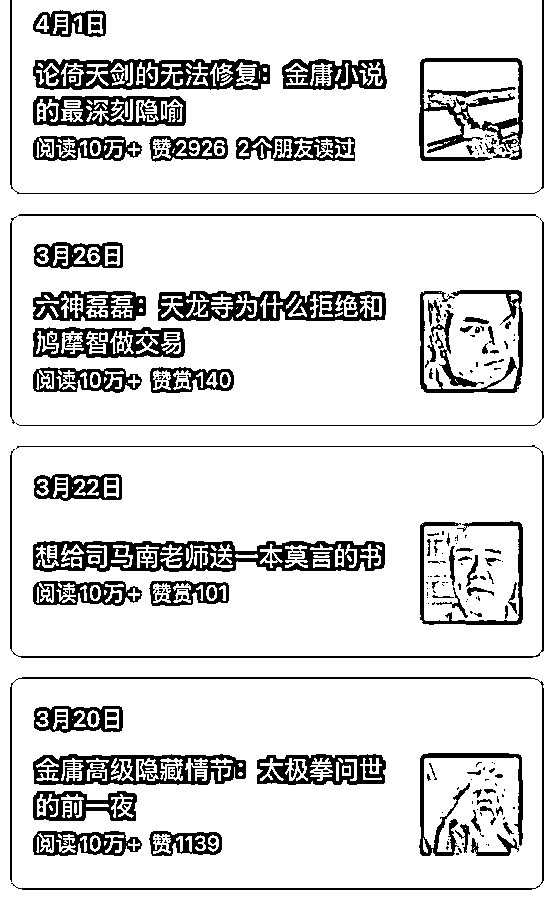 4月1日
论倚天剑的无法修复：金庸小说
的最深刻隐喻
阅读10万+ 赞2926 2个朋友读过
3月26日
六神磊磊：天龙寺为什么拒绝和
鸠摩智做交易
阅读10万+ 赞赏140
3月22日
想给司马南老师送一本莫言的书
阅读10万+ 赞赏101
3月20日
金庸高级隐藏情节：太极拳问世
的前一夜
阅读10万+ 赞1139